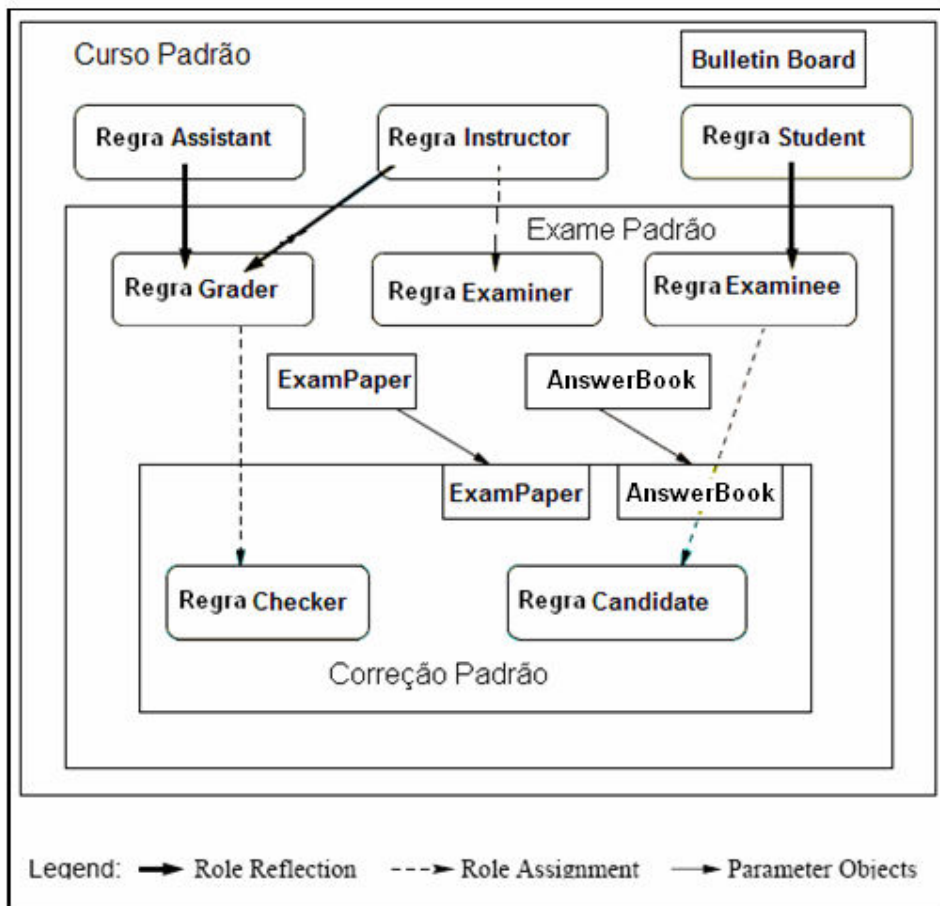 Curso Padrão
Bulletin Board
Regra Assistant
Regra Instructor
Regra Student
Exame Padrão
Regra Grader
Regra Examiner
Regra Examinee
ExamPaper
AnswerBook
ExamPaper
AnswerBook
Regra Checker
Regra Candidate
Correção Padrão
Legend: Role Reflection Role Assignment Parameter Objects